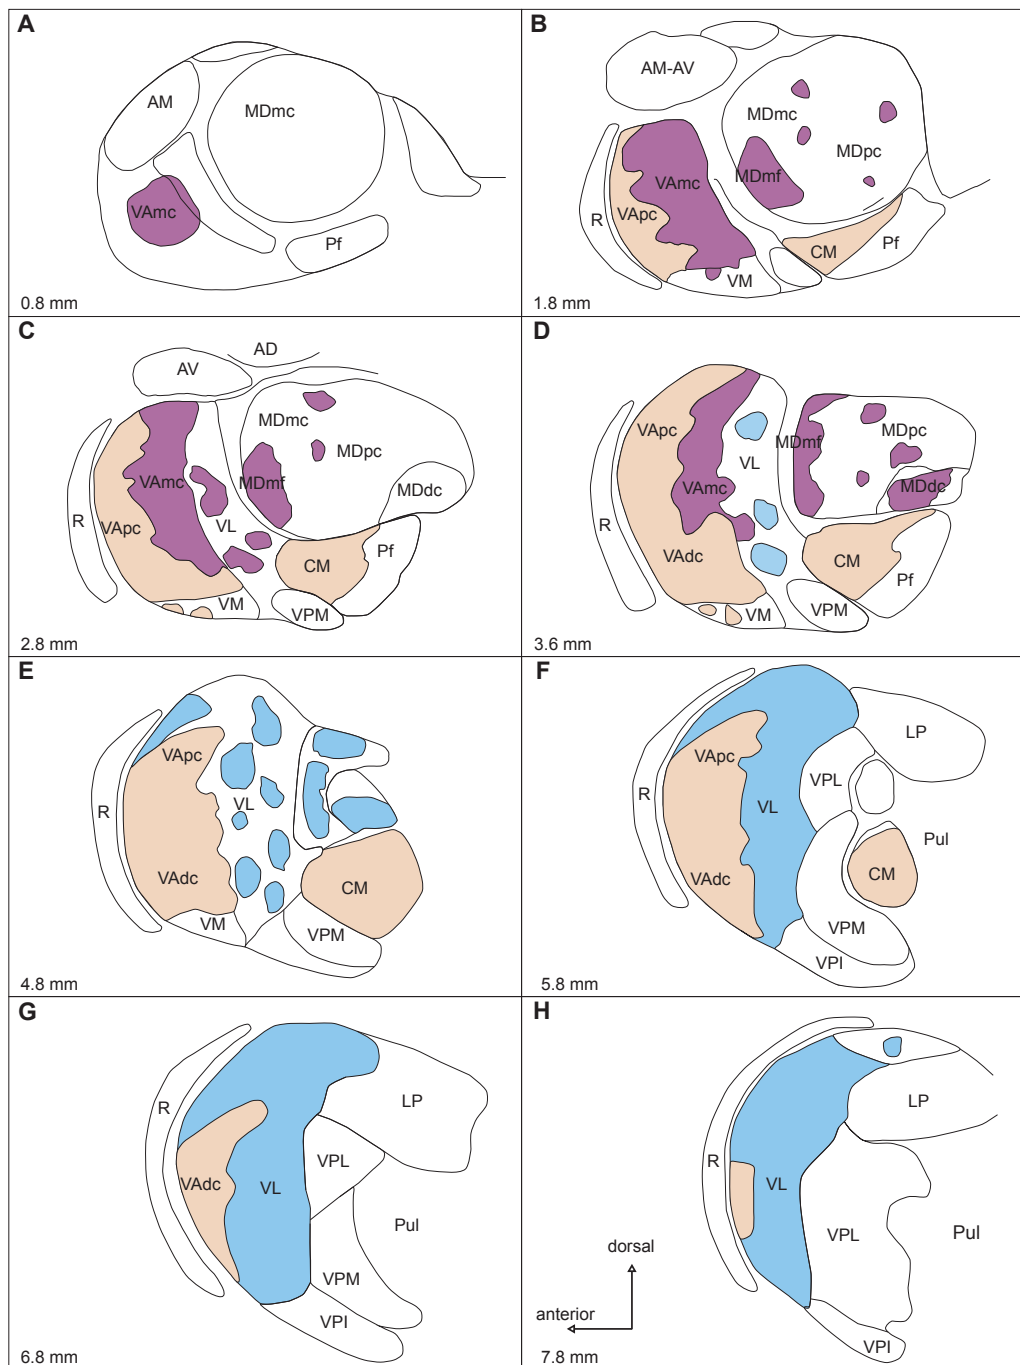 A
AM
MDmc
VAmc
Pf
0.8 mm
B
AM-AV
MDmc
MDpc
VAmc
MDmf
VApc
R
CM
Pf
VM
1.8 mm
C
AD
AV
MDmc
MDpc
VAmc
MDmf
MDdc
R
VApc
VL
CM
Pf
VM
VPM
2.8 mm
D
VApc
MDmf
MDpc
VL
VAmc
MDdc
R
VAdc
CM
Pf
VM
VPM
3.6 mm
E
VApc
R
VL
VAdc
CM
VM
VPM
4.8 mm
F
LP
VApc
VPL
R
VL
Pul
VAdc
CM
VPM
VPI
5.8 mm
G
R
LP
VPL
VAdc
VL
Pul
VPM
VPI
6.8 mm
H
LP
R
VL
VPL
Pul
dorsal
anterior
VPI
7.8 mm